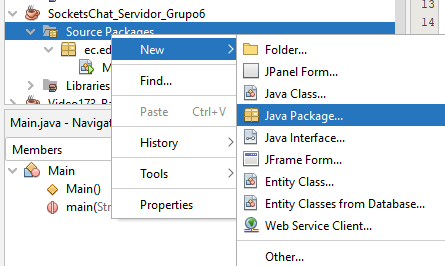 SocketsChat_Servidor_Grupo6
Source Packages
ec.ed
M
Libraries
Main.java - Navigat
Members
Main
Main()
main(Str
New
Find...
Paste Ctrl+V
History
Tools
Properties
Folder...
JPanel Form...
Java Class...
Java Package...
Java Interface...
JFrame Form...
Entity Class...
Entity Classes from Database...
Web Service Client...
Other...
13
14